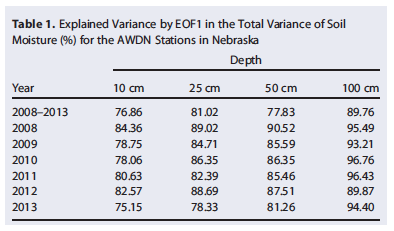 Table 1. Explained Variance by EOF1 in the Total Variance of Soil
Moisture (%) for the AWDN Stations in Nebraska
Depth
Year 10 cm 25 cm 50 cm 100 cm
2008–2013 76.86 81.02 77.83 89.76
2008 84.36 89.02 90.52 95.49
2009 78.75 84.71 85.59 93.21
2010 78.06 86.35 86.35 96.76
2011 80.63 82.39 85.46 96.43
2012 82.57 88.69 87.51 89.87
2013 75.15 78.33 81.26 94.40